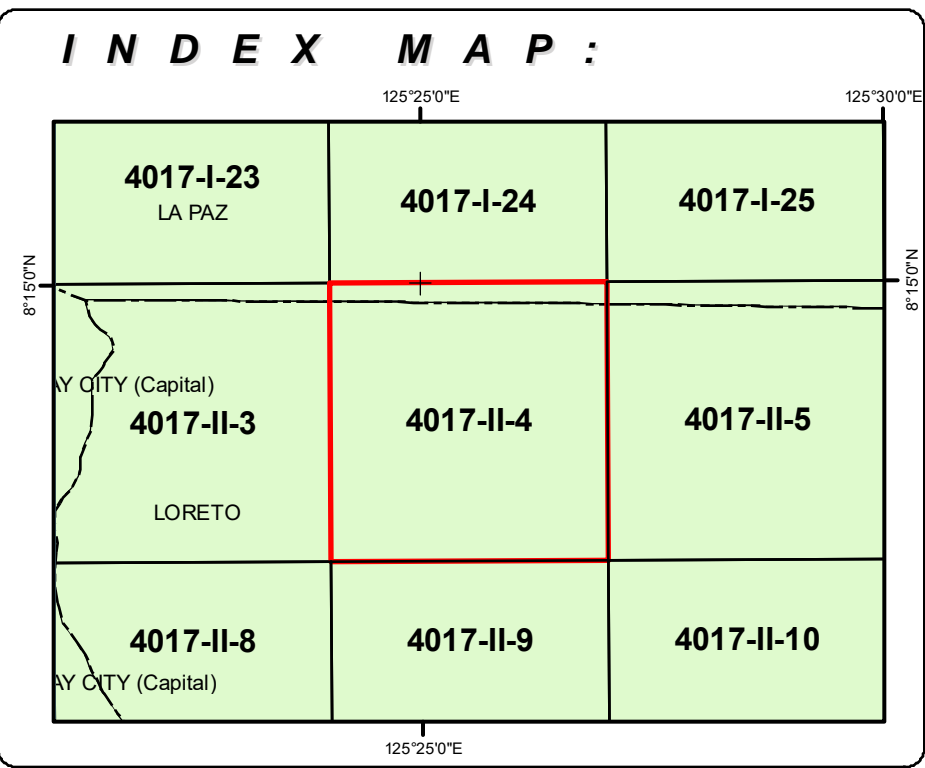 INDEX MAP:
125°25'0"E
125°30'0"E
4017-I-23
LA PAZ
4017-I-24
4017-I-25
8°15'0"N
8°15'0"N
AY CITY (Capital)
4017-II-3
4017-II-4
4017-II-5
LORETO
4017-II-8
4017-II-9
4017-II-10
AY CITY (Capital)
125°25'0"E